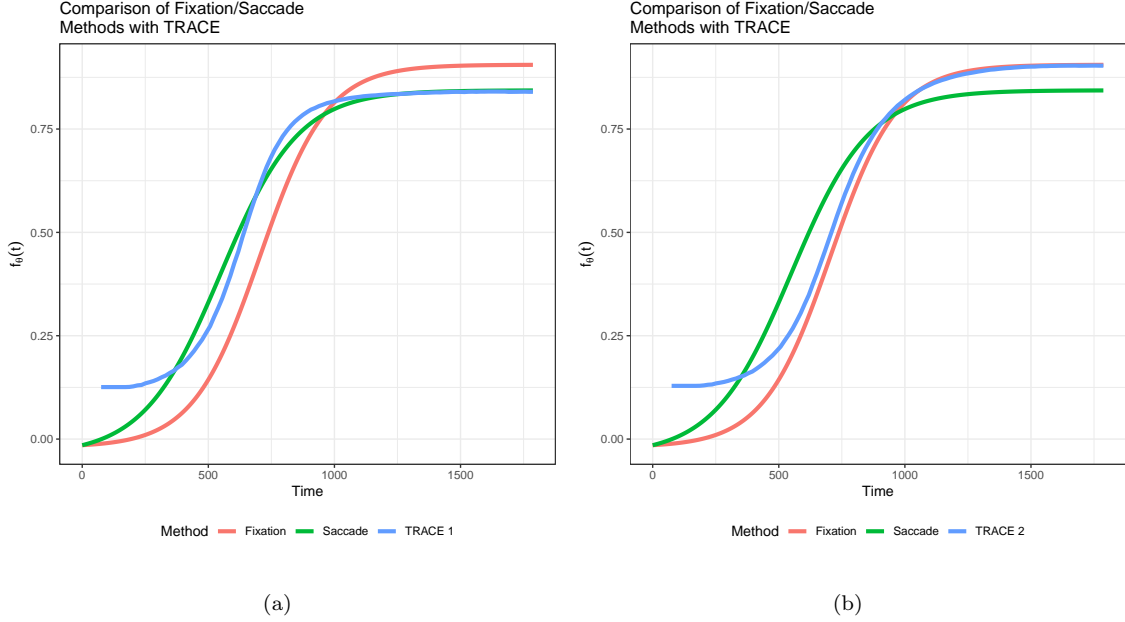 Comparison of Fixation/Saccade
Methods with TRACE
0.75
0.50
0.25
0.00
f_θ(t)
0
500
1000
1500
Time
Method Fixation Saccade TRACE 1
(a)
Comparison of Fixation/Saccade
Methods with TRACE
0.75
0.50
0.25
0.00
f_θ(t)
0
500
1000
1500
Time
Method Fixation Saccade TRACE 2
(b)